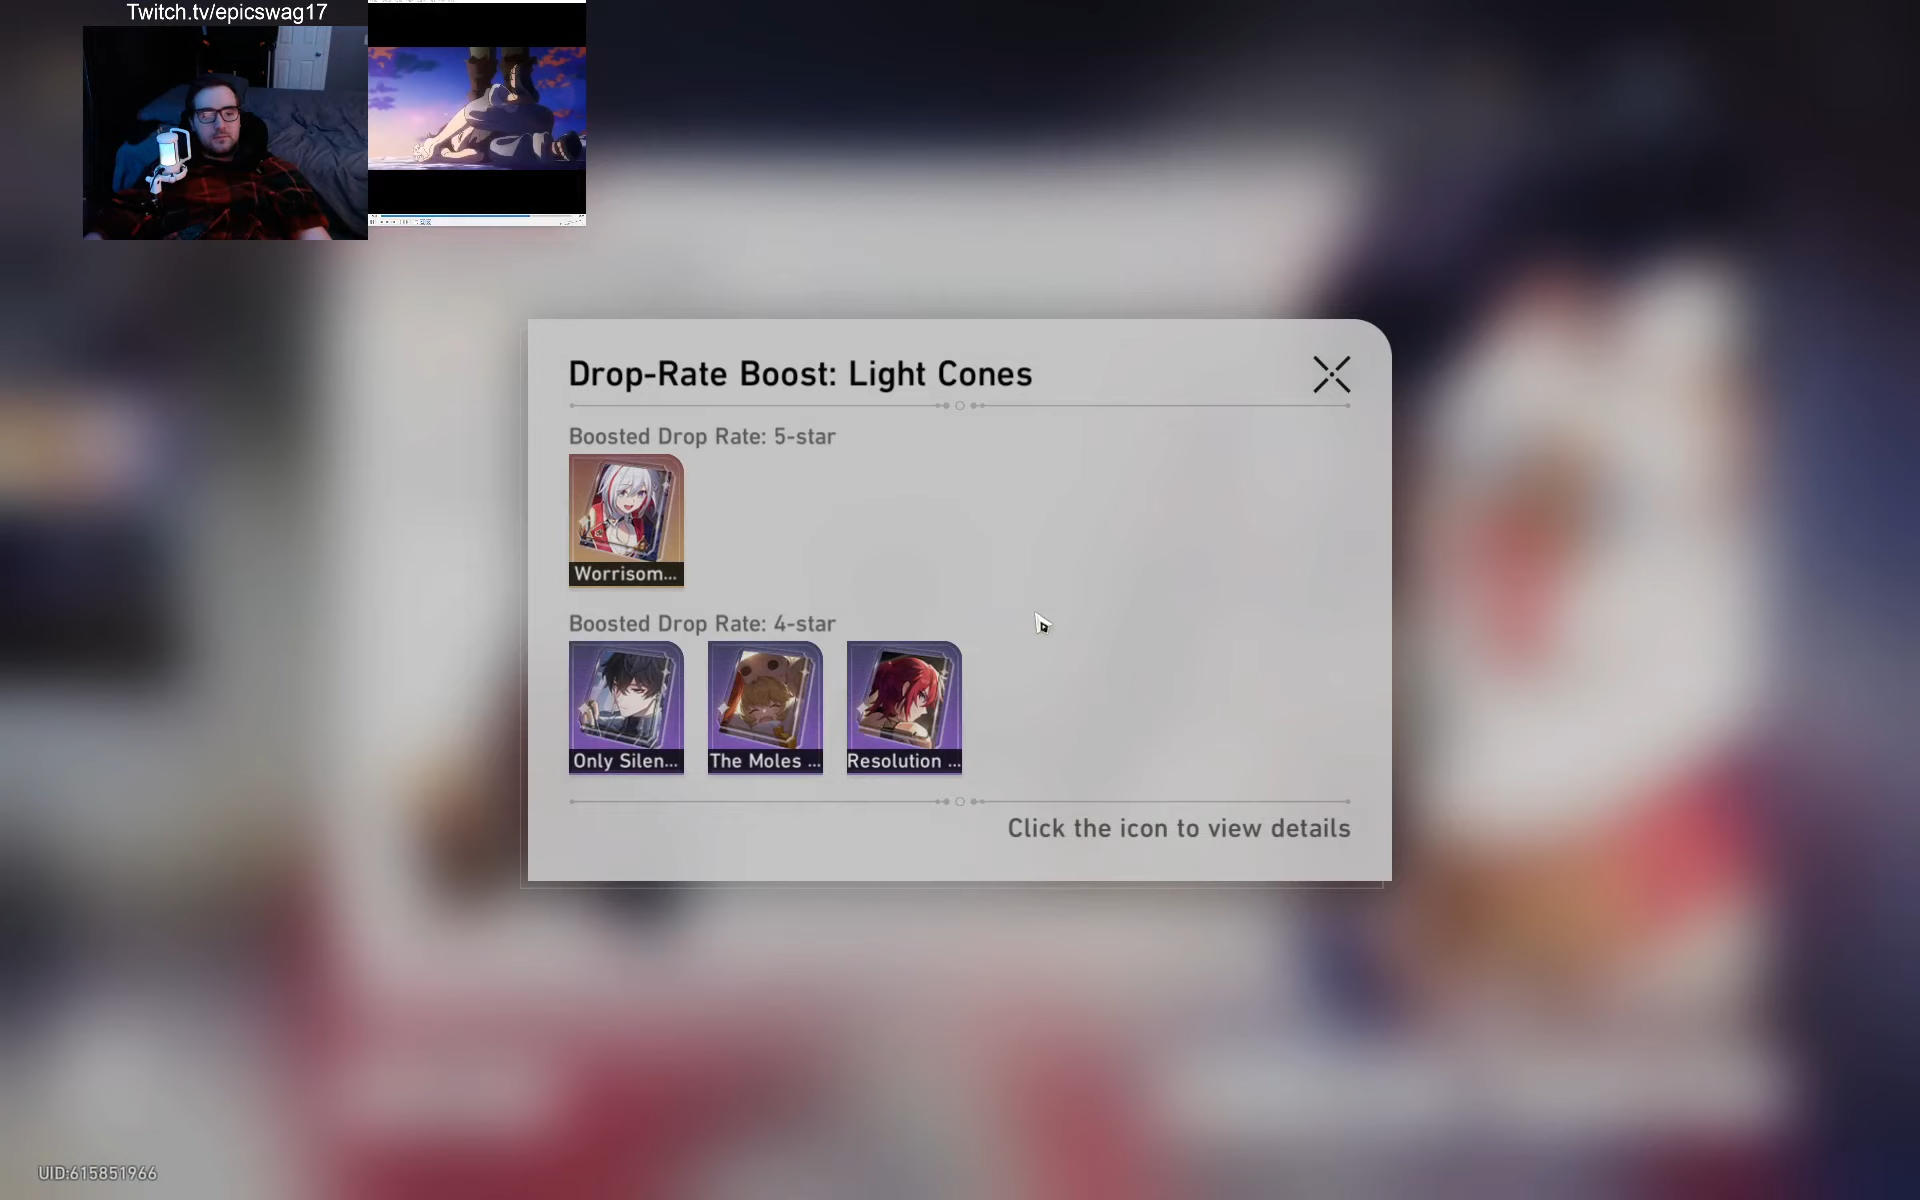 Twitch.tv/epicswag17
Drop-Rate Boost: Light Cones
Boosted Drop Rate: 5-star
Worrisom...
Boosted Drop Rate: 4-star
Only Silen...
The Moles ...
Resolution ...
Click the icon to view details
UID:615851966